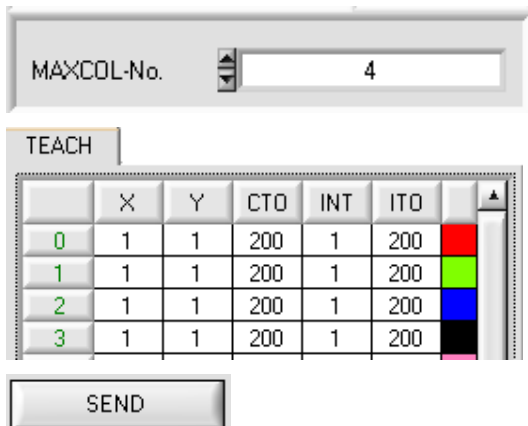 MAXCOL-No. 4
TEACH
X Y CTO INT ITO
0 1 1 200 1 200
1 1 1 200 1 200
2 1 1 200 1 200
3 1 1 200 1 200
SEND